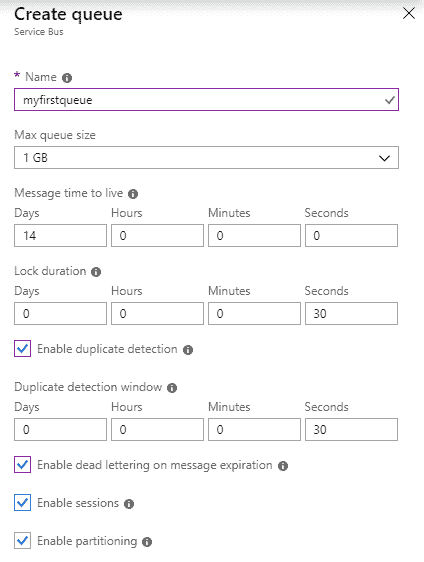 Create queue
Service Bus
* Name
myfirstqueue
Max queue size
1 GB
Message time to live
Days Hours Minutes Seconds
14 0 0 0
Lock duration
Days Hours Minutes Seconds
0 0 0 30
Enable duplicate detection
Duplicate detection window
Days Hours Minutes Seconds
0 0 0 30
Enable dead lettering on message expiration
Enable sessions
Enable partitioning